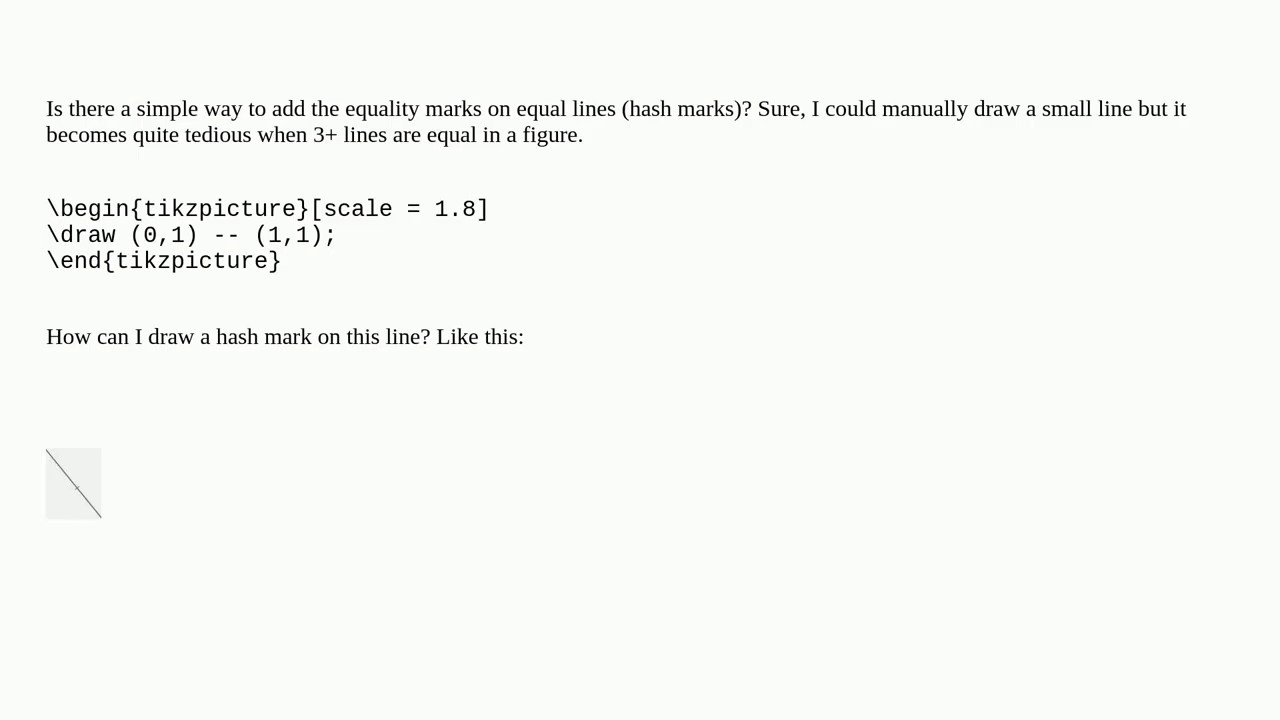 Is there a simple way to add the equality marks on equal lines (hash marks)? Sure, I could manually draw a small line but it
becomes quite tedious when 3+ lines are equal in a figure.
\begin{tikzpicture}[scale = 1.8]
\draw (0,1) -- (1,1);
\end{tikzpicture}
How can I draw a hash mark on this line? Like this: